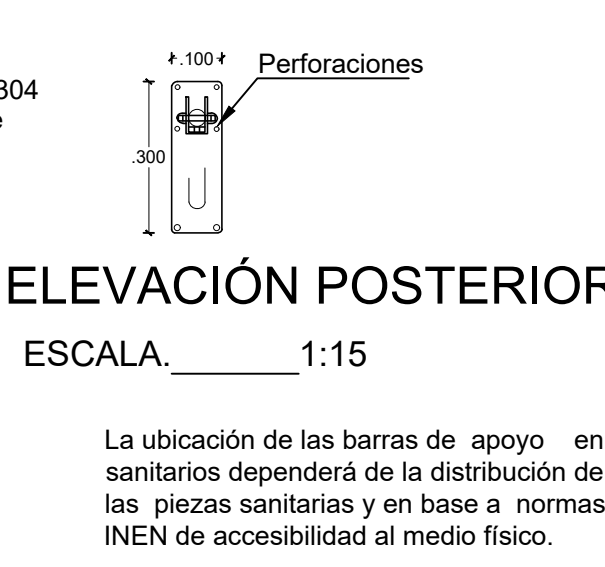 .100
Perforaciones
304
e
.300
ELEVACIÓN POSTERIOR
ESCALA._______1:15
La ubicación de las barras de apoyo en
sanitarios dependerá de la distribución de
las piezas sanitarias y en base a normas
INEN de accesibilidad al medio físico.